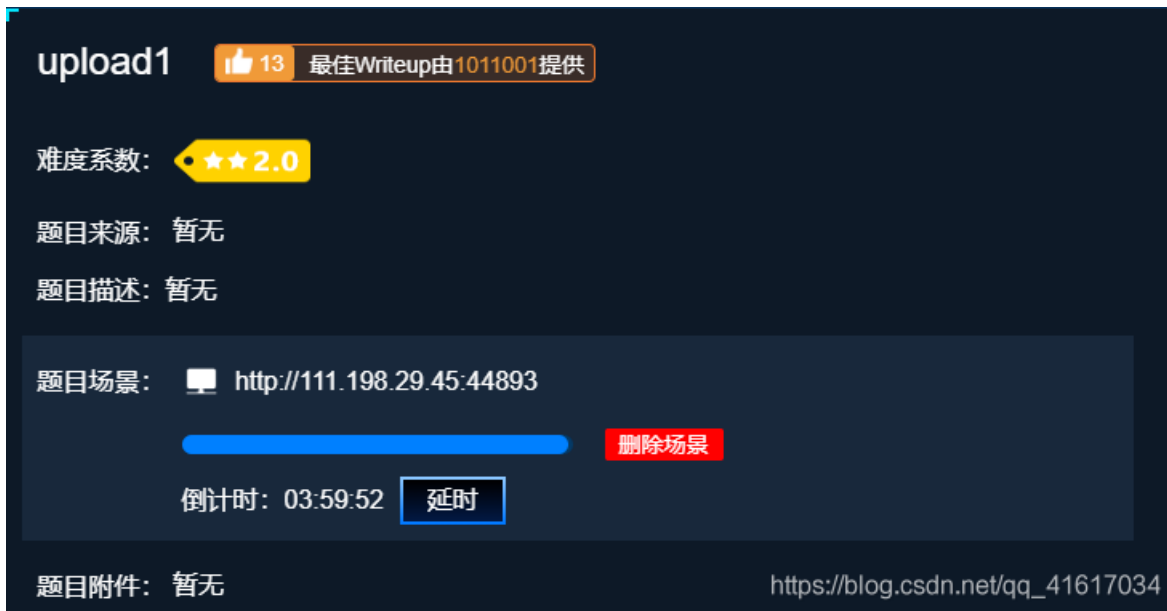 upload1 13 最佳Writeup由1011001提供
难度系数： 2.0
题目来源： 暂无
题目描述：暂无
题目场景： http://111.198.29.45:44893
删除场景
倒计时：03:59:52 延时
题目附件： 暂无
https://blog.csdn.net/qq_41617034